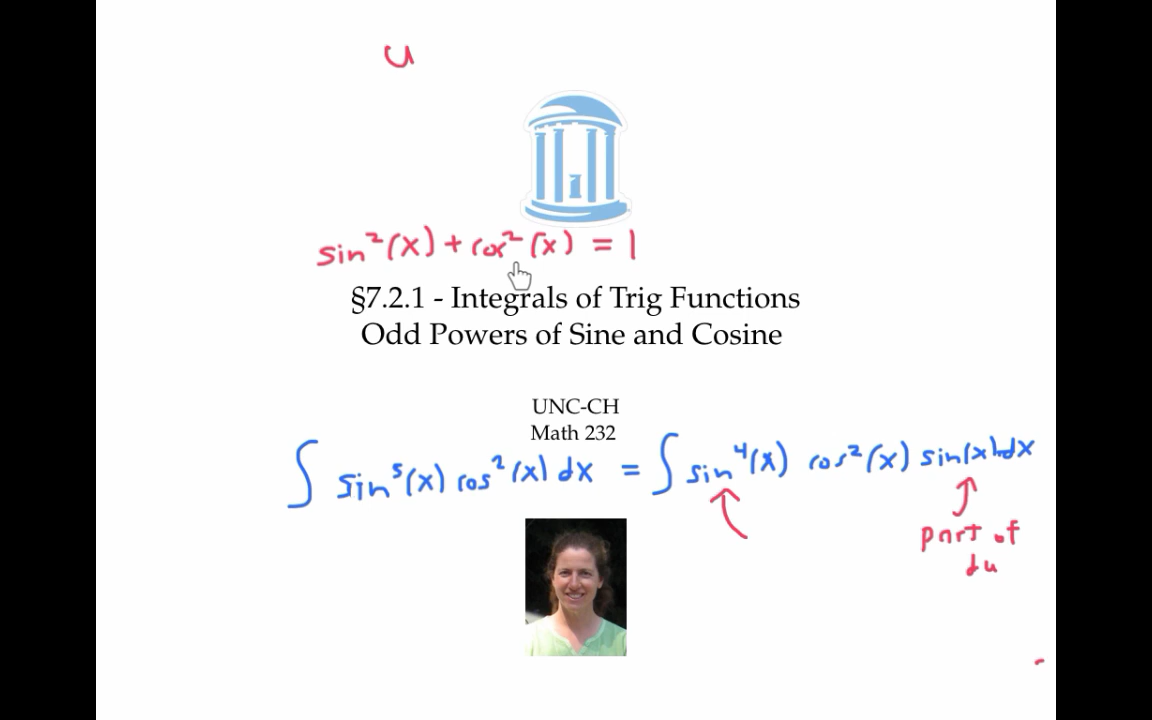 u
sin²(x) + cos²(x) = 1
§7.2.1 - Integrals of Trig Functions
Odd Powers of Sine and Cosine
UNC-CH
Math 232
∫ sin⁵(x) cos²(x) dx = ∫ sin⁴(x) cos²(x) sin(x) dx
part of
du